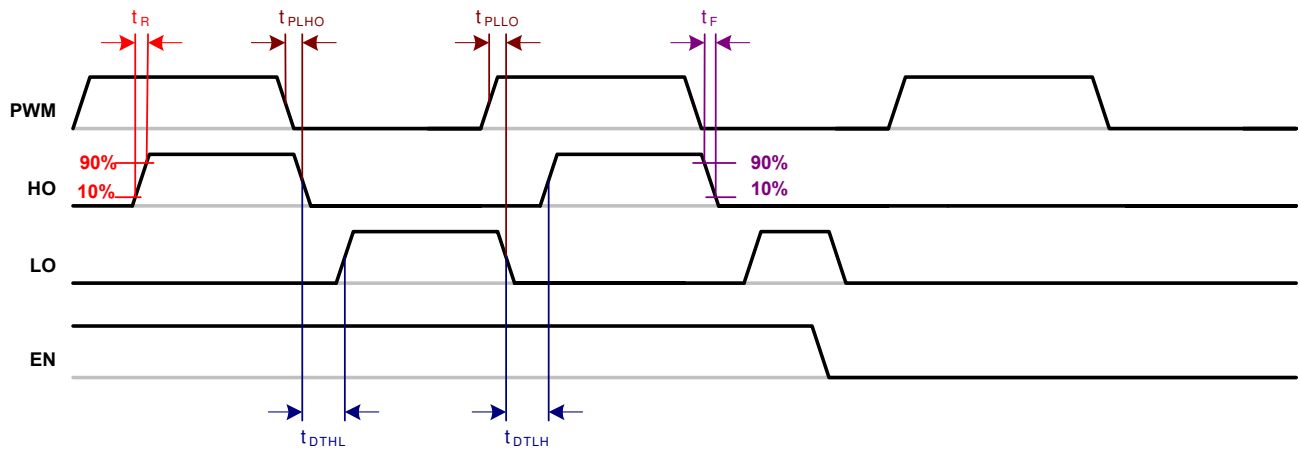 tR tPLHO tPLLO tF
PWM
90% 90%
HO 10% 10%
LO
EN
tDTHL tDTLH